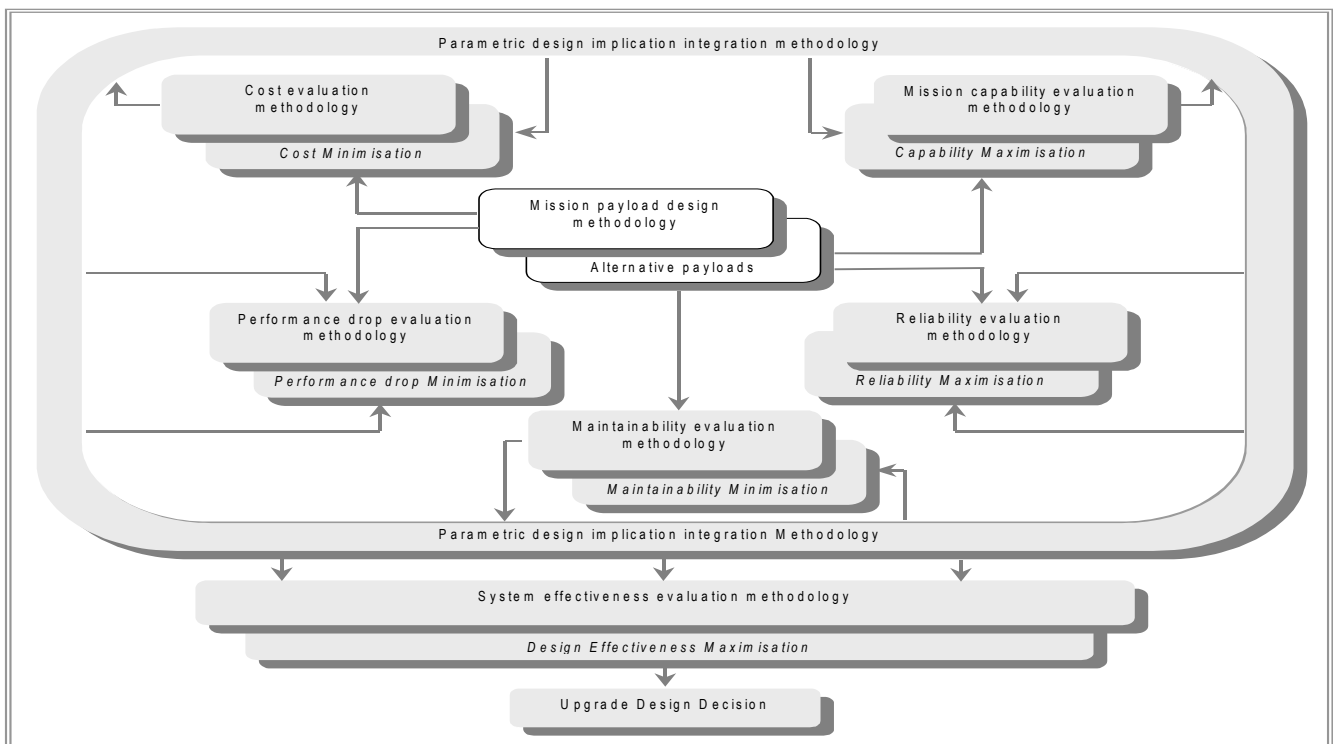 Parametric design implication integration methodology
Cost evaluation
methodology
Cost Minimisation
Mission capability evaluation
methodology
Capability Maximisation
Mission payload design
methodology
Alternative payloads
Performance drop evaluation
methodology
Performance drop Minimisation
Reliability evaluation
methodology
Reliability Maximisation
Maintainability evaluation
methodology
Maintainability Minimisation
Parametric design implication integration Methodology
System effectiveness evaluation methodology
Design Effectiveness Maximisation
Upgrade Design Decision